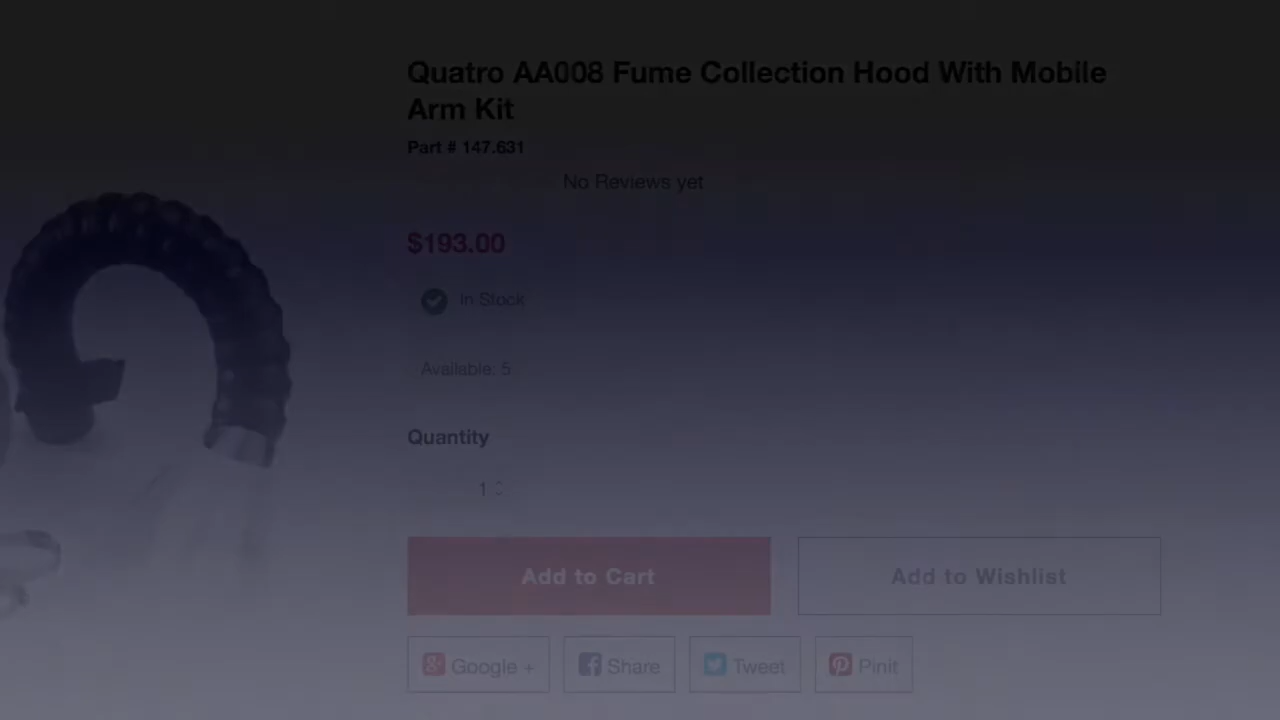 Quatro AA008 Fume Collection Hood With Mobile
Arm Kit
Part # 147.631
No Reviews yet
$193.00
In Stock
Available: 5
Quantity
1
Add to Cart
Add to Wishlist
Google +
Share
Tweet
Pinit